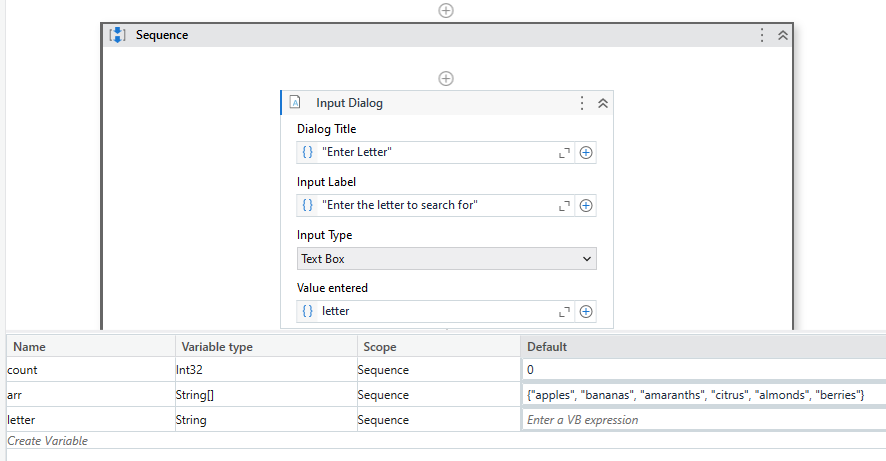 Sequence
A Input Dialog
Dialog Title
{} "Enter Letter"
Input Label
{} "Enter the letter to search for"
Input Type
Text Box
Value entered
{} letter
Name Variable type Scope Default
count Int32 Sequence 0
arr String[] Sequence {"apples", "bananas", "amaranths", "citrus", "almonds", "berries"}
letter String Sequence Enter a VB expression
Create Variable